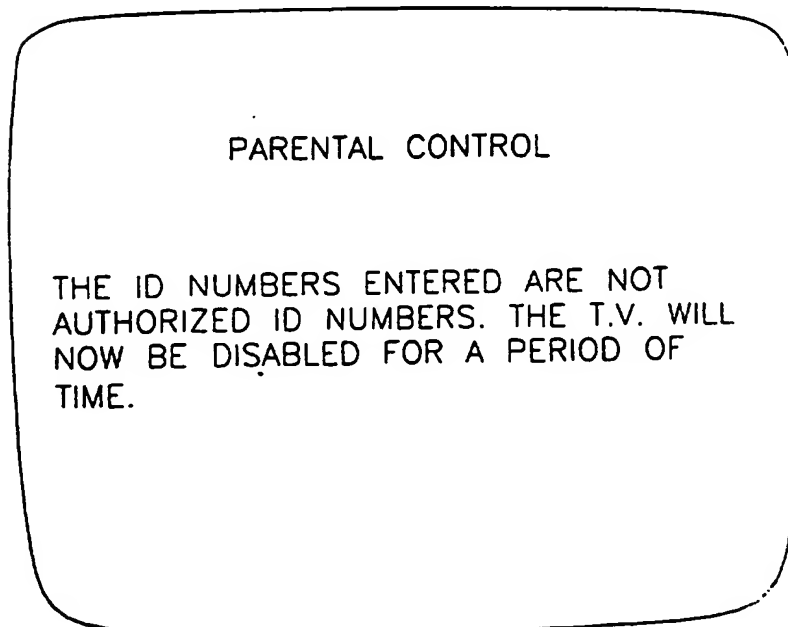 PARENTAL CONTROL
THE ID NUMBERS ENTERED ARE NOT
AUTHORIZED ID NUMBERS. THE T.V. WILL
NOW BE DISABLED FOR A PERIOD OF
TIME.